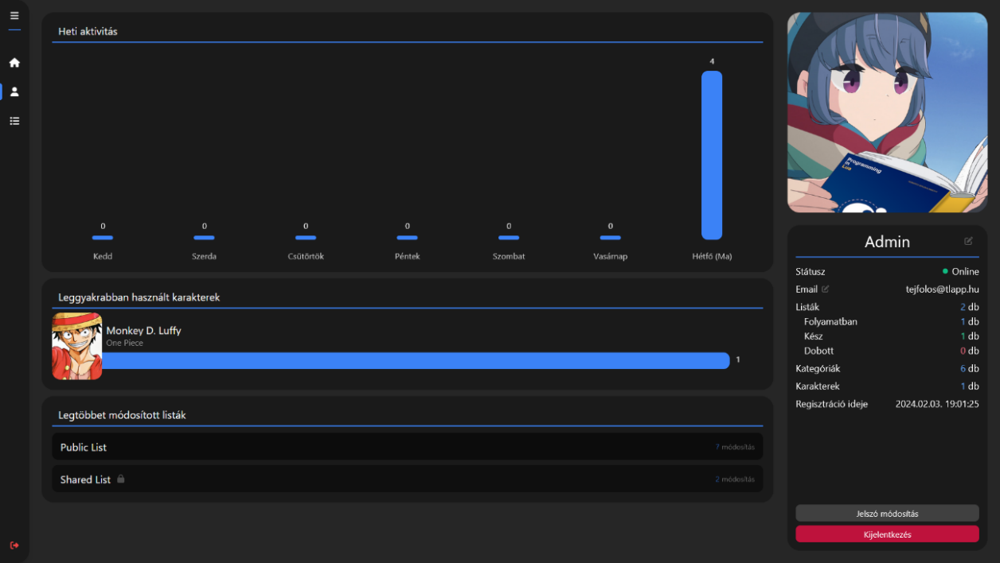 Heti aktivitás
4
0
0
0
0
0
0
Kedd
Szerda
Csütörtök
Péntek
Szombat
Vasárnap
Hétfő (Ma)
Leggyakrabban használt karakterek
Monkey D. Luffy
One Piece
1
Legtöbbet módosított listák
Public List
7 módosítás
Shared List
2 módosítás
Programming
in
Lua
Admin
Státusz
Online
Email
tejfolos@tlapp.hu
Listák
2 db
Folyamatban
1 db
Kész
1 db
Dobott
0 db
Kategóriák
6 db
Karakterek
1 db
Regisztráció ideje
2024.02.03. 19:01:25
Jelszó módosítás
Kijelentkezés